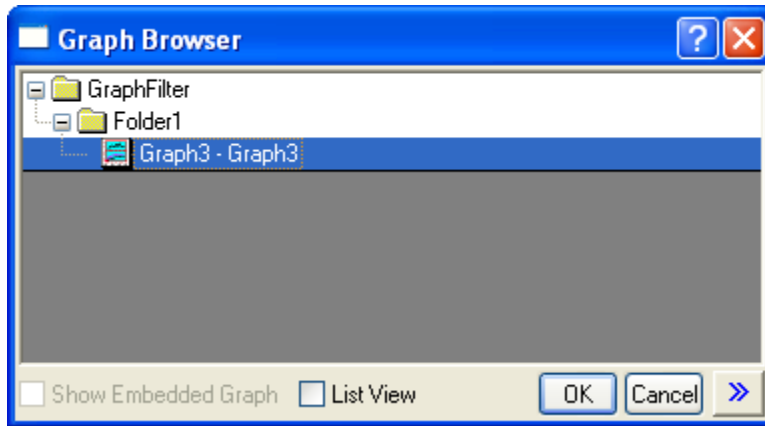 Graph Browser
GraphFilter
Folder1
Graph3 - Graph3
Show Embedded Graph List View OK Cancel